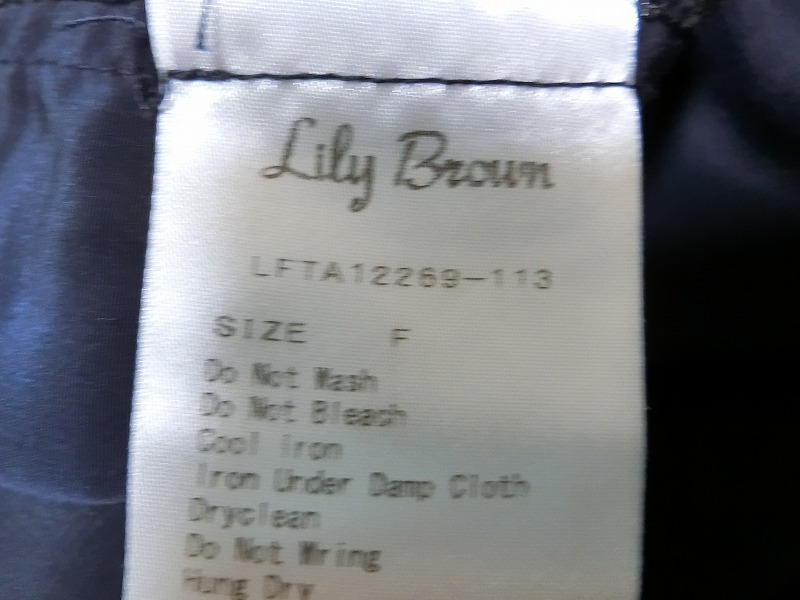 Lily Brown
LFTA12269-113
SIZE F
Do Not Wash
Do Not Bleach
Cool Iron
Iron Under Damp Cloth
Dryclean
Do Not Wring
Hung Dry